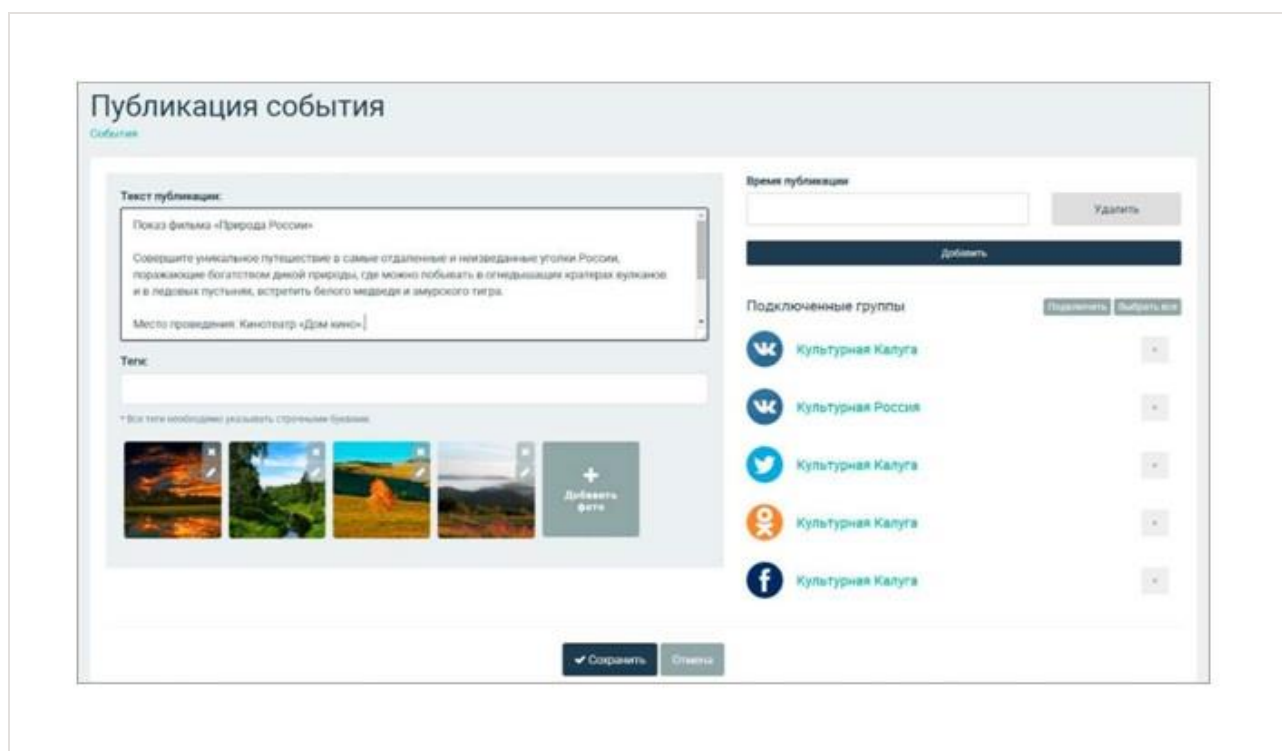 Публикация события
События
Текст публикации:
Показ фильма «Природа России»
Совершите уникальное путешествие в самые отдаленные и неизведанные уголки России,
поражающие богатством дикой природы, где можно побывать в огнедышащих кратерах вулканов
и в ледовых пустынях, встретить белого медведя и амурского тигра.
Место проведения: Кинотеатр «Дом кино».
Теги:
* Все теги необходимо указывать строчными буквами
+ Добавить
фото
Время публикации
Удалить
Добавить
Подключенные группы
Подключить Выбрать все
Культурная Калуга
Культурная Россия
Культурная Калуга
Культурная Калуга
Культурная Калуга
Сохранить Отмена